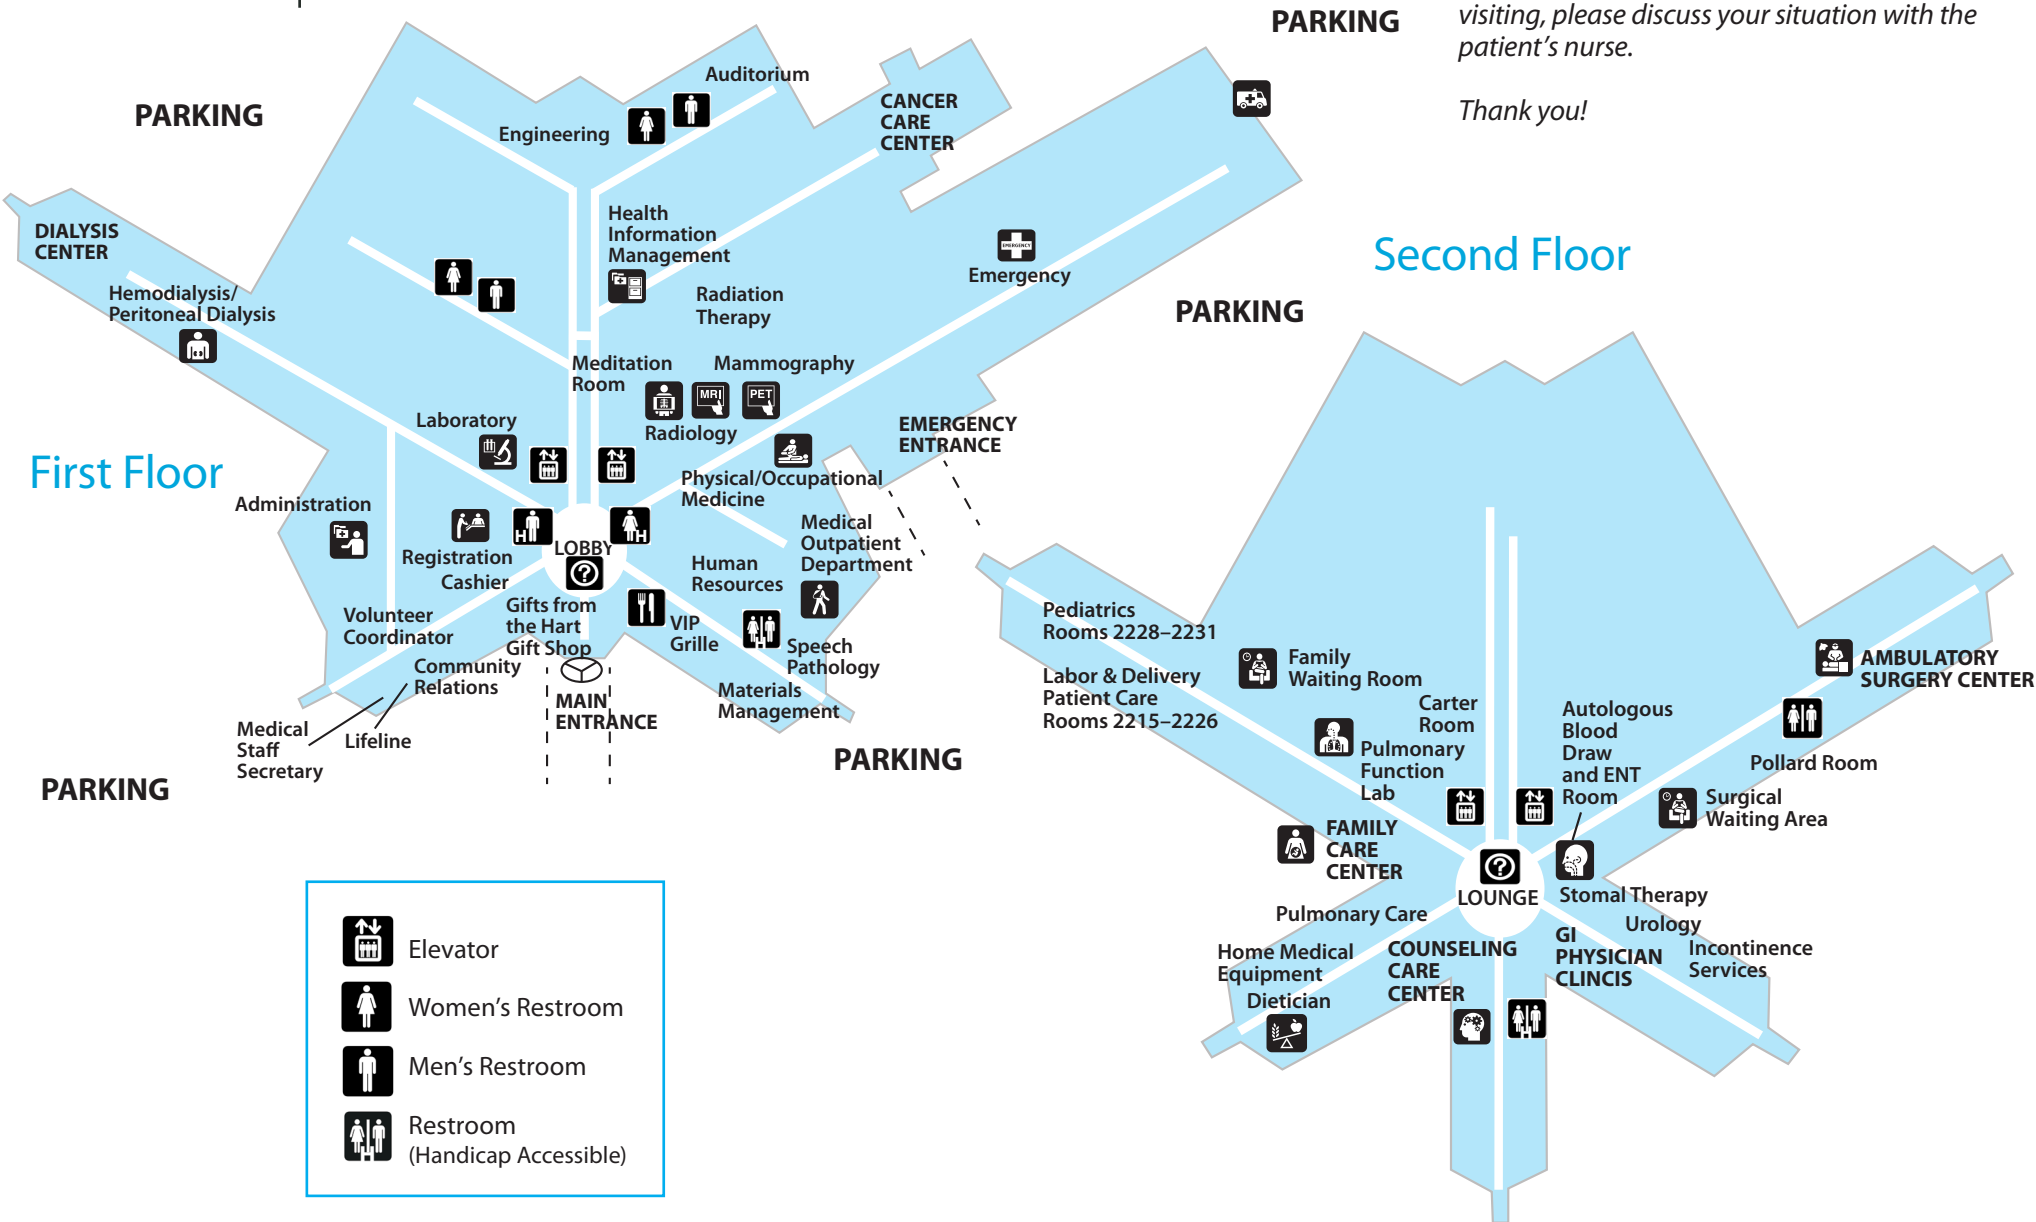 PARKING
visiting, please discuss your situation with the
patient's nurse.
Thank you!
PARKING
Auditorium
CANCER
CARE
CENTER
Engineering
DIALYSIS
CENTER
Health
Information
Management
EMERGENCY
Emergency
Second Floor
Hemodialysis/
Peritoneal Dialysis
Radiation
Therapy
PARKING
Meditation
Room
Mammography
MRI
PET
Radiology
Laboratory
EMERGENCY
ENTRANCE
First Floor
Physical/Occupational
Medicine
Administration
Medical
Outpatient
Department
H
H
LOBBY
?
Registration
Cashier
Human
Resources
Gifts from
the Hart
Gift Shop
Volunteer
Coordinator
VIP
Grille
Speech
Pathology
Community
Relations
Materials
Management
MAIN
ENTRANCE
Medical
Staff
Secretary
Lifeline
PARKING
PARKING
Pediatrics
Rooms 2228–2231
Labor & Delivery
Patient Care
Rooms 2215–2226
Family
Waiting Room
Carter
Room
Pulmonary
Function
Lab
Autologous
Blood
Draw
and ENT
Room
AMBULATORY
SURGERY CENTER
Pollard Room
Surgical
Waiting Area
FAMILY
CARE
CENTER
?
LOUNGE
Stomal Therapy
Pulmonary Care
Urology
Home Medical
Equipment
COUNSELING
CARE
CENTER
GI
PHYSICIAN
CLINCIS
Incontinence
Services
Dietician
Elevator
Women's Restroom
Men's Restroom
Restroom
(Handicap Accessible)